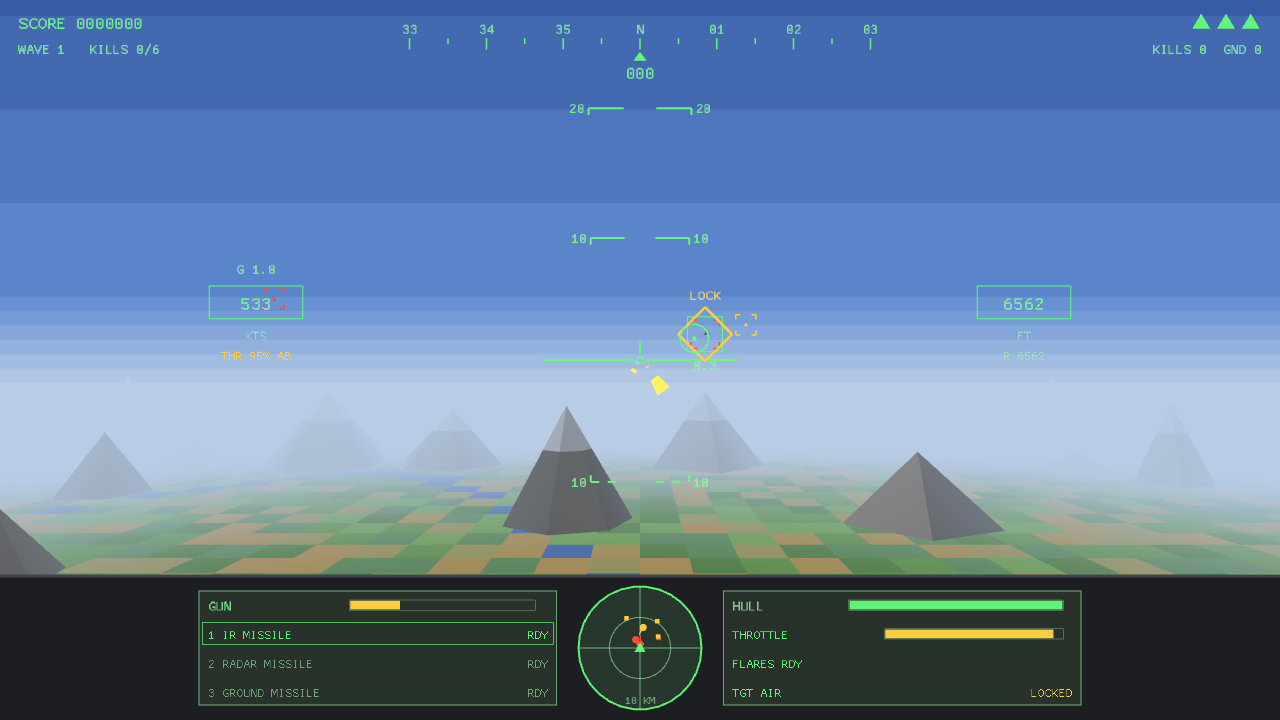 SCORE 0000000
WAVE 1 KILLS 0/6
33 34 35 N 01 02 03
000
KILLS 0 GND 0
20 20
10 10
G 1.0
533
KTS
THR 95% AB
LOCK
6562
FT
R 6562
10 10
GUN
1 IR MISSILE RDY
2 RADAR MISSILE RDY
3 GROUND MISSILE RDY
10 KM
HULL
THROTTLE
FLARES RDY
TGT AIR LOCKED